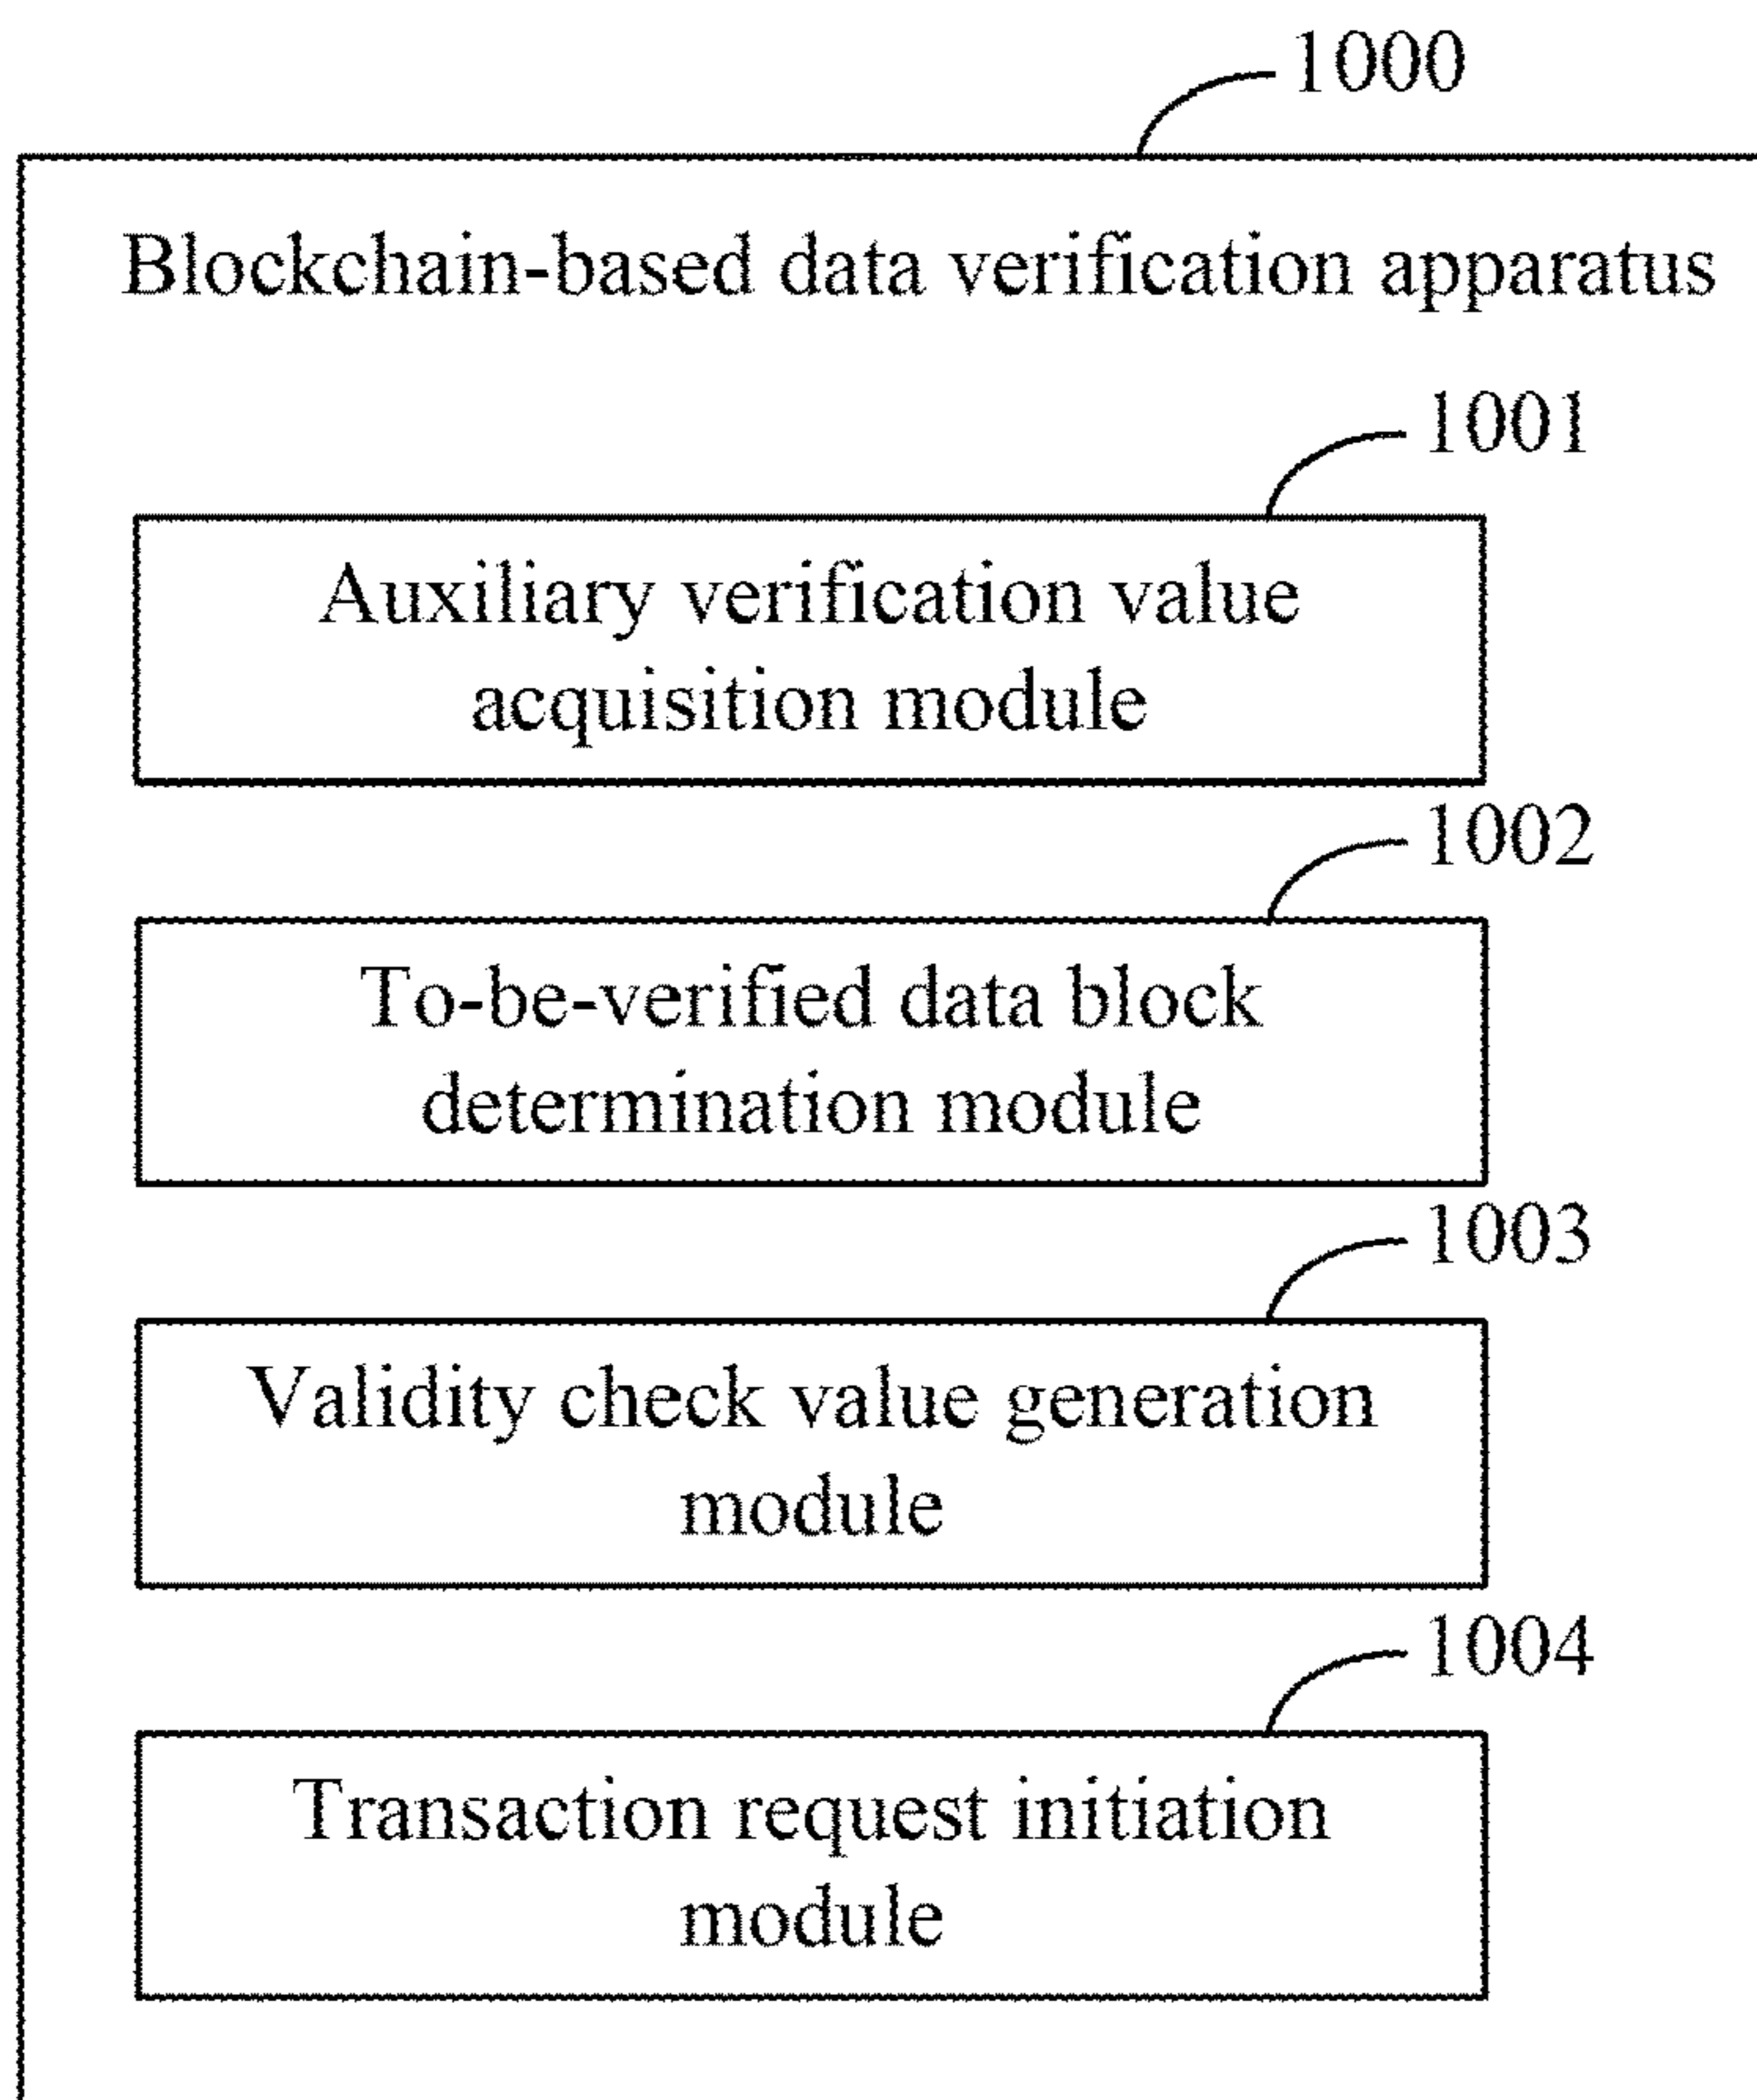 1000
Blockchain-based data verification apparatus
1001
Auxiliary verification value
acquisition module
1002
To-be-verified data block
determination module
1003
Validity check value generation
module
1004
Transaction request initiation
module